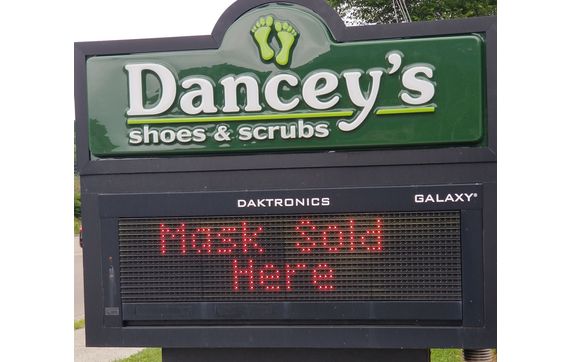 Dancey's
shoes & scrubs
DAKTRONICS GALAXY®
Mask Sold
Here